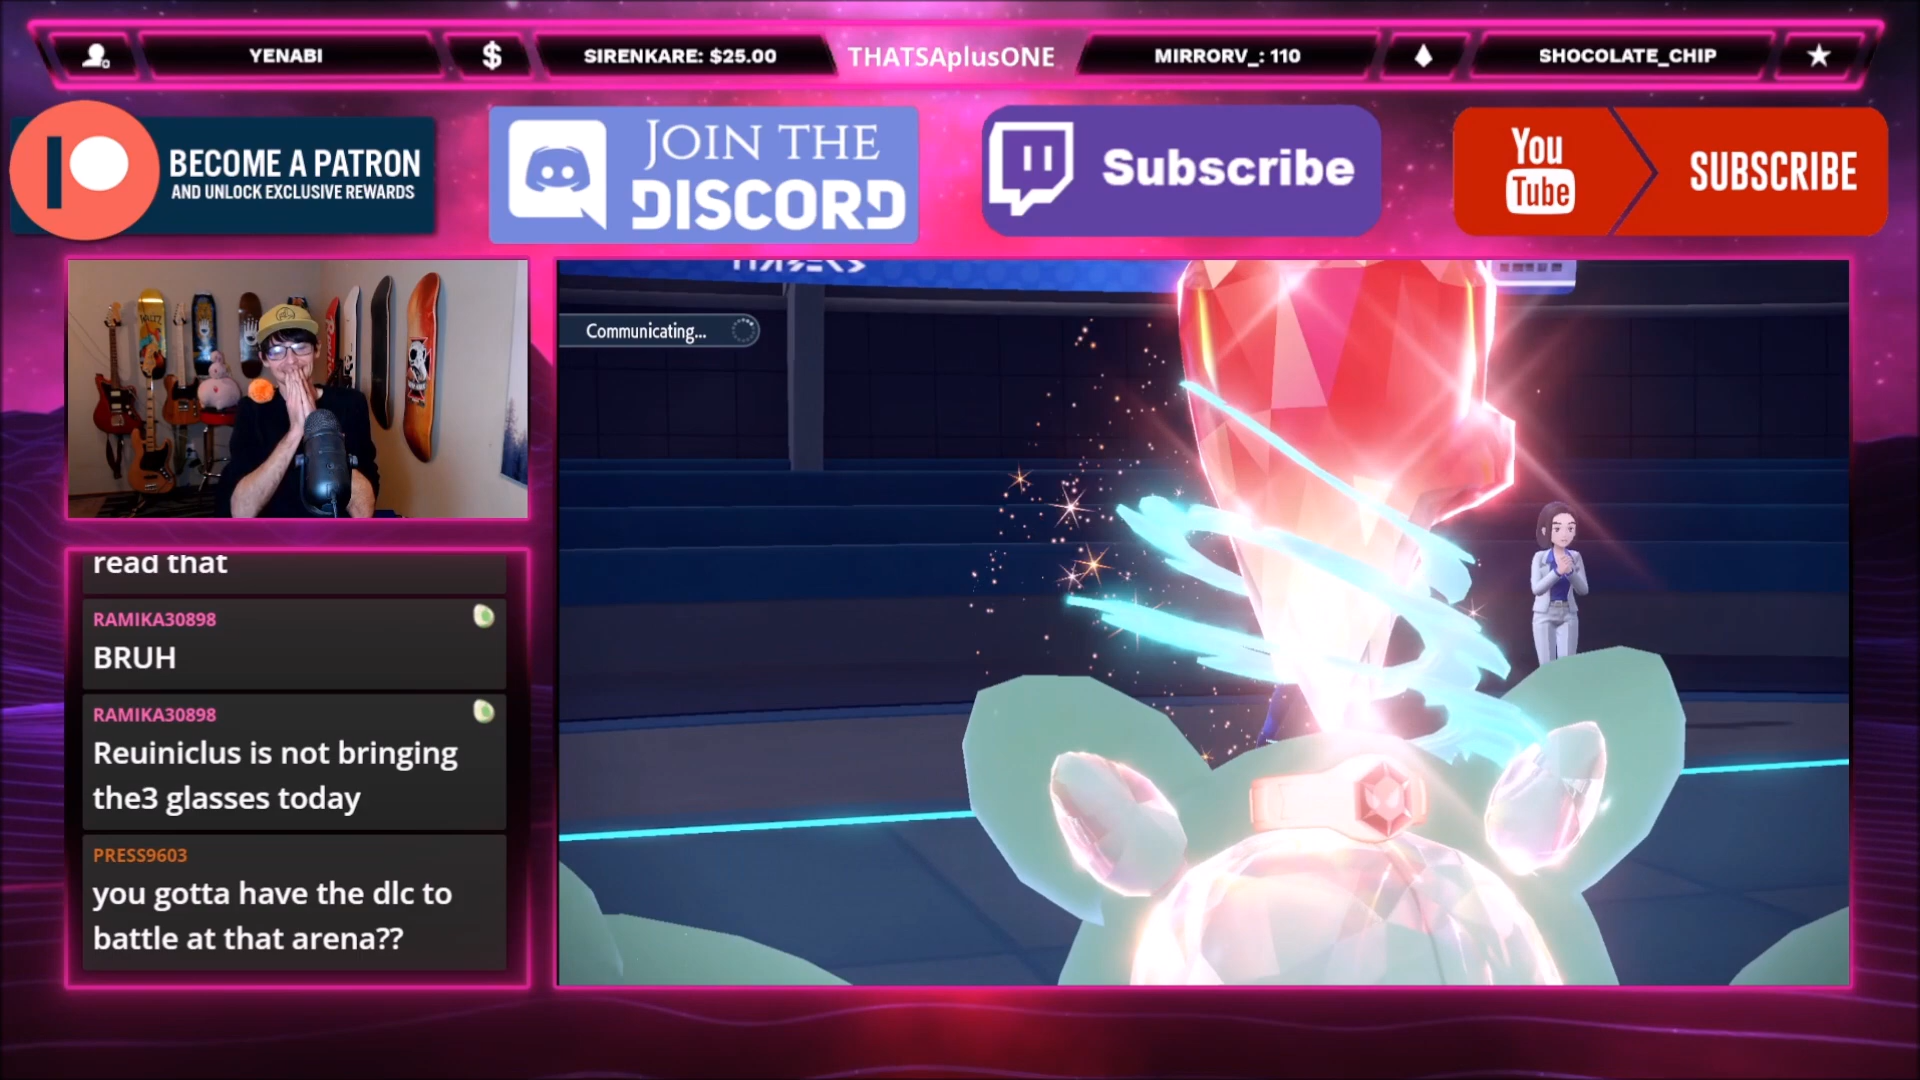 YENABI
$
SIRENKARE: $25.00
THATSAplusONE
MIRRORV_: 110
SHOCOLATE_CHIP
BECOME A PATRON
AND UNLOCK EXCLUSIVE REWARDS
JOIN THE
DISCORD
Subscribe
You
Tube
SUBSCRIBE
Communicating...
read that
RAMIKA30898
BRUH
RAMIKA30898
Reuiniclus is not bringing
the3 glasses today
PRESS9603
you gotta have the dlc to
battle at that arena??